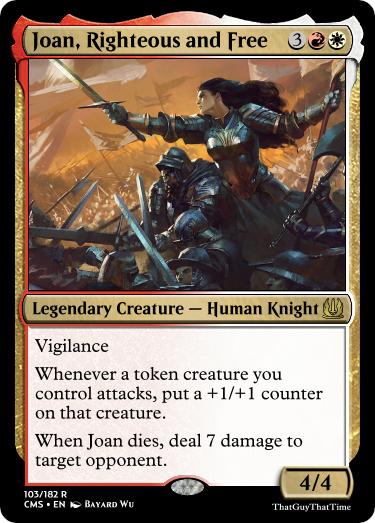 Joan, Righteous and Free 3
Legendary Creature — Human Knight
Vigilance
Whenever a token creature you
control attacks, put a +1/+1 counter
on that creature.
When Joan dies, deal 7 damage to
target opponent.
4/4
103/182 R
CMS • EN Bayard Wu
ThatGuyThatTime